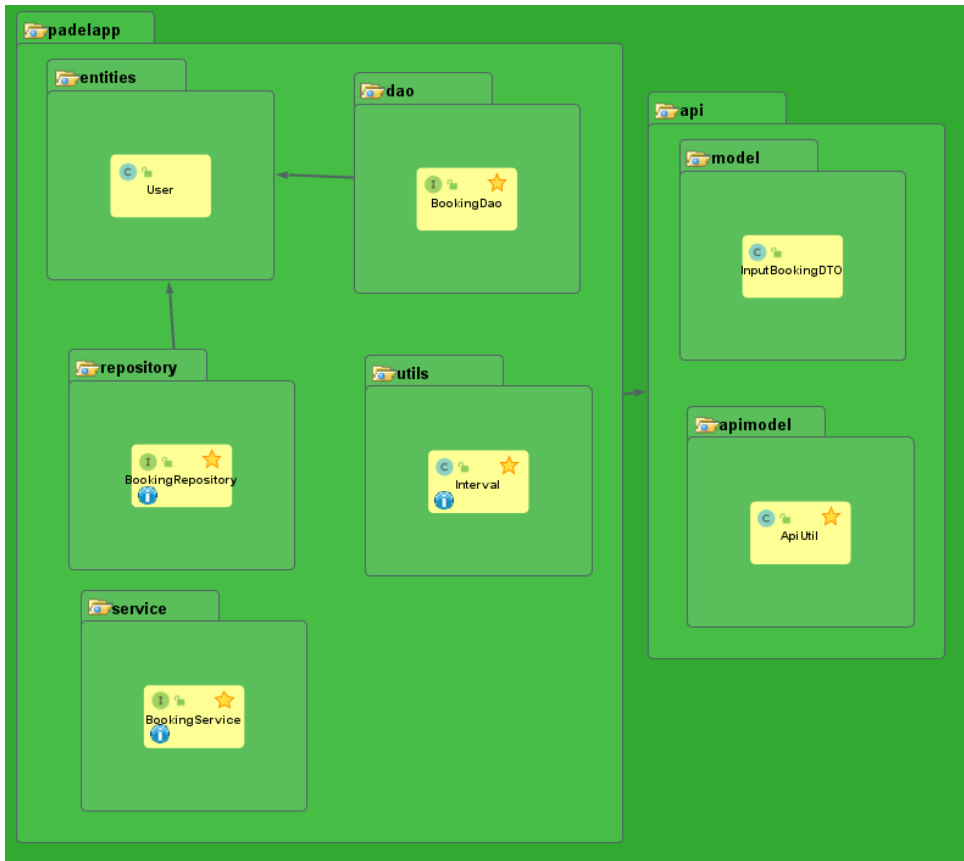 padelapp
entities
dao
C
User
I
BookingDao
repository
utils
I
BookingRepository
i
C
Interval
i
service
I
BookingService
i
api
model
C
InputBookingDTO
apimodel
C
ApiUtil